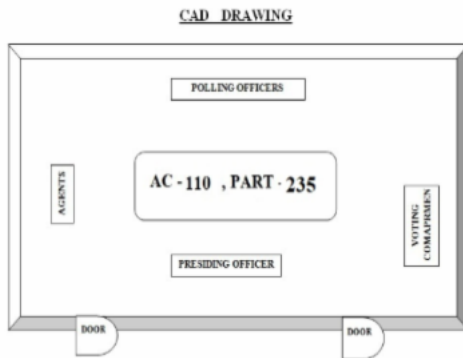 CAD DRAWING
POLLING OFFICERS
AC - 110 , PART - 235
AGENTS
VOTING
COMAPRMEN
PRESIDING OFFICER
DOOR
DOOR